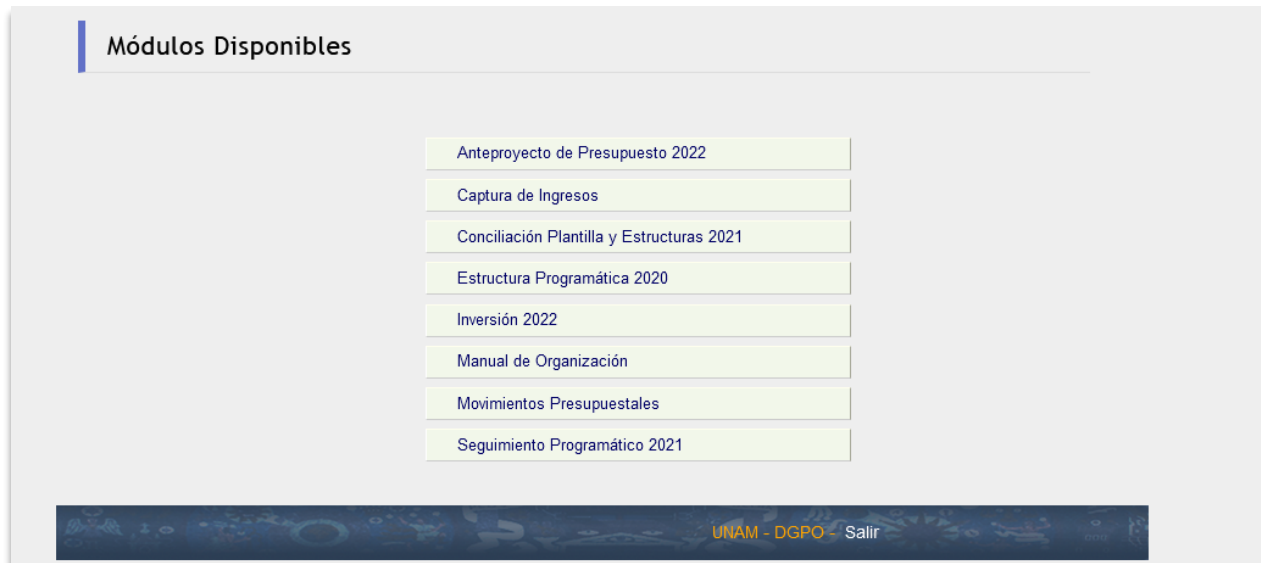 Módulos Disponibles
Anteproyecto de Presupuesto 2022
Captura de Ingresos
Conciliación Plantilla y Estructuras 2021
Estructura Programática 2020
Inversión 2022
Manual de Organización
Movimientos Presupuestales
Seguimiento Programático 2021
UNAM - DGPO - Salir